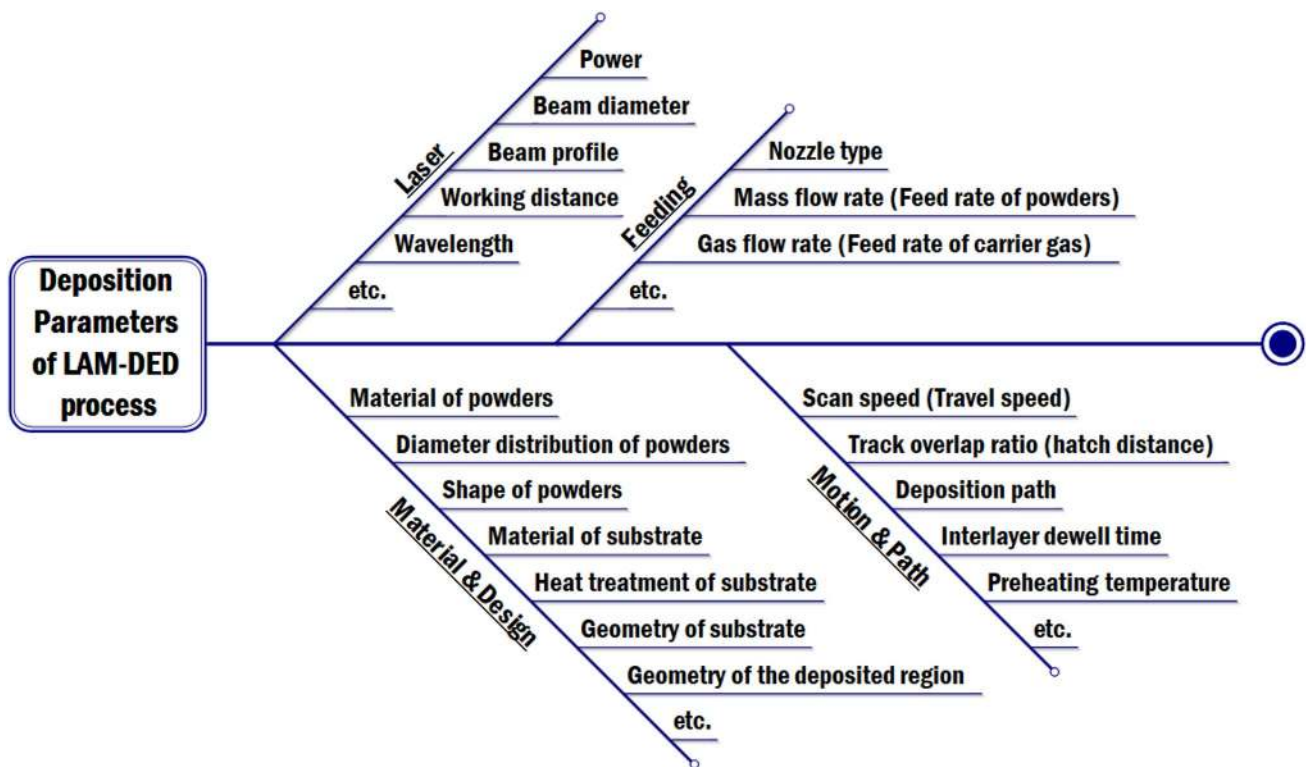 Deposition
Parameters
of LAM-DED
process
Laser
Power
Beam diameter
Beam profile
Working distance
Wavelength
etc.
Feeding
Nozzle type
Mass flow rate (Feed rate of powders)
Gas flow rate (Feed rate of carrier gas)
etc.
Material & Design
Material of powders
Diameter distribution of powders
Shape of powders
Material of substrate
Heat treatment of substrate
Geometry of substrate
Geometry of the deposited region
etc.
Motion & Path
Scan speed (Travel speed)
Track overlap ratio (hatch distance)
Deposition path
Interlayer dewell time
Preheating temperature
etc.